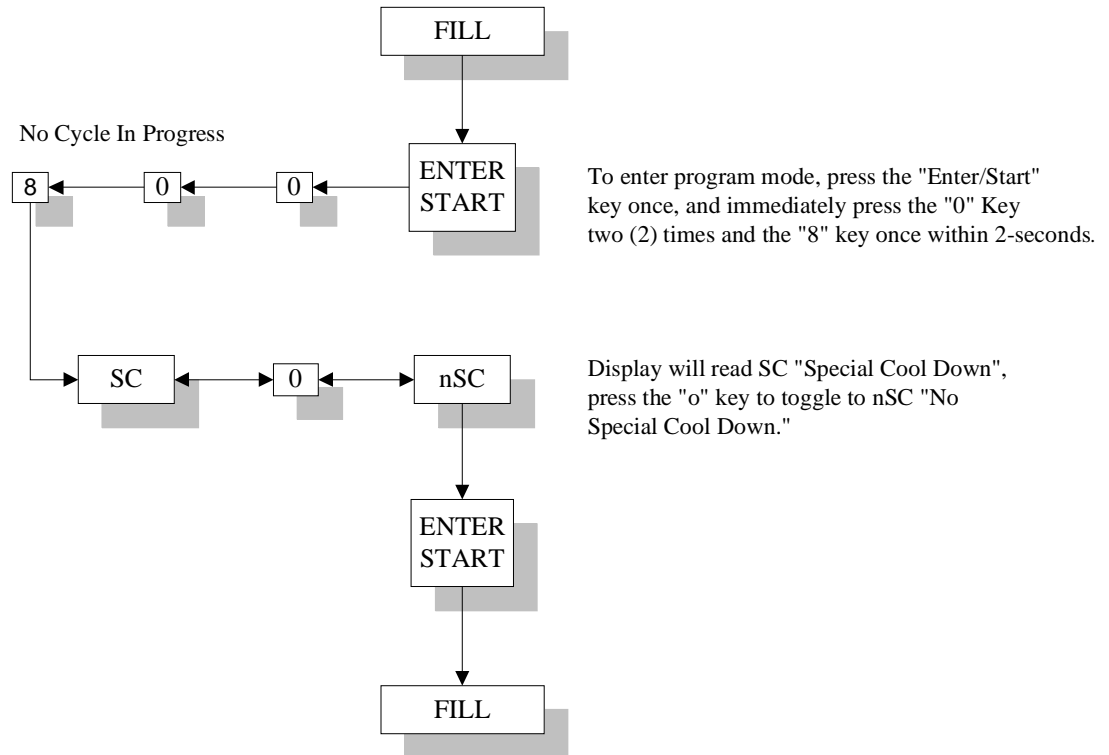 FILL
No Cycle In Progress
8
0
0
ENTER
START
To enter program mode, press the "Enter/Start"
key once, and immediately press the "0" Key
two (2) times and the "8" key once within 2-seconds.
SC
0
nSC
Display will read SC "Special Cool Down",
press the "o" key to toggle to nSC "No
Special Cool Down."
ENTER
START
FILL